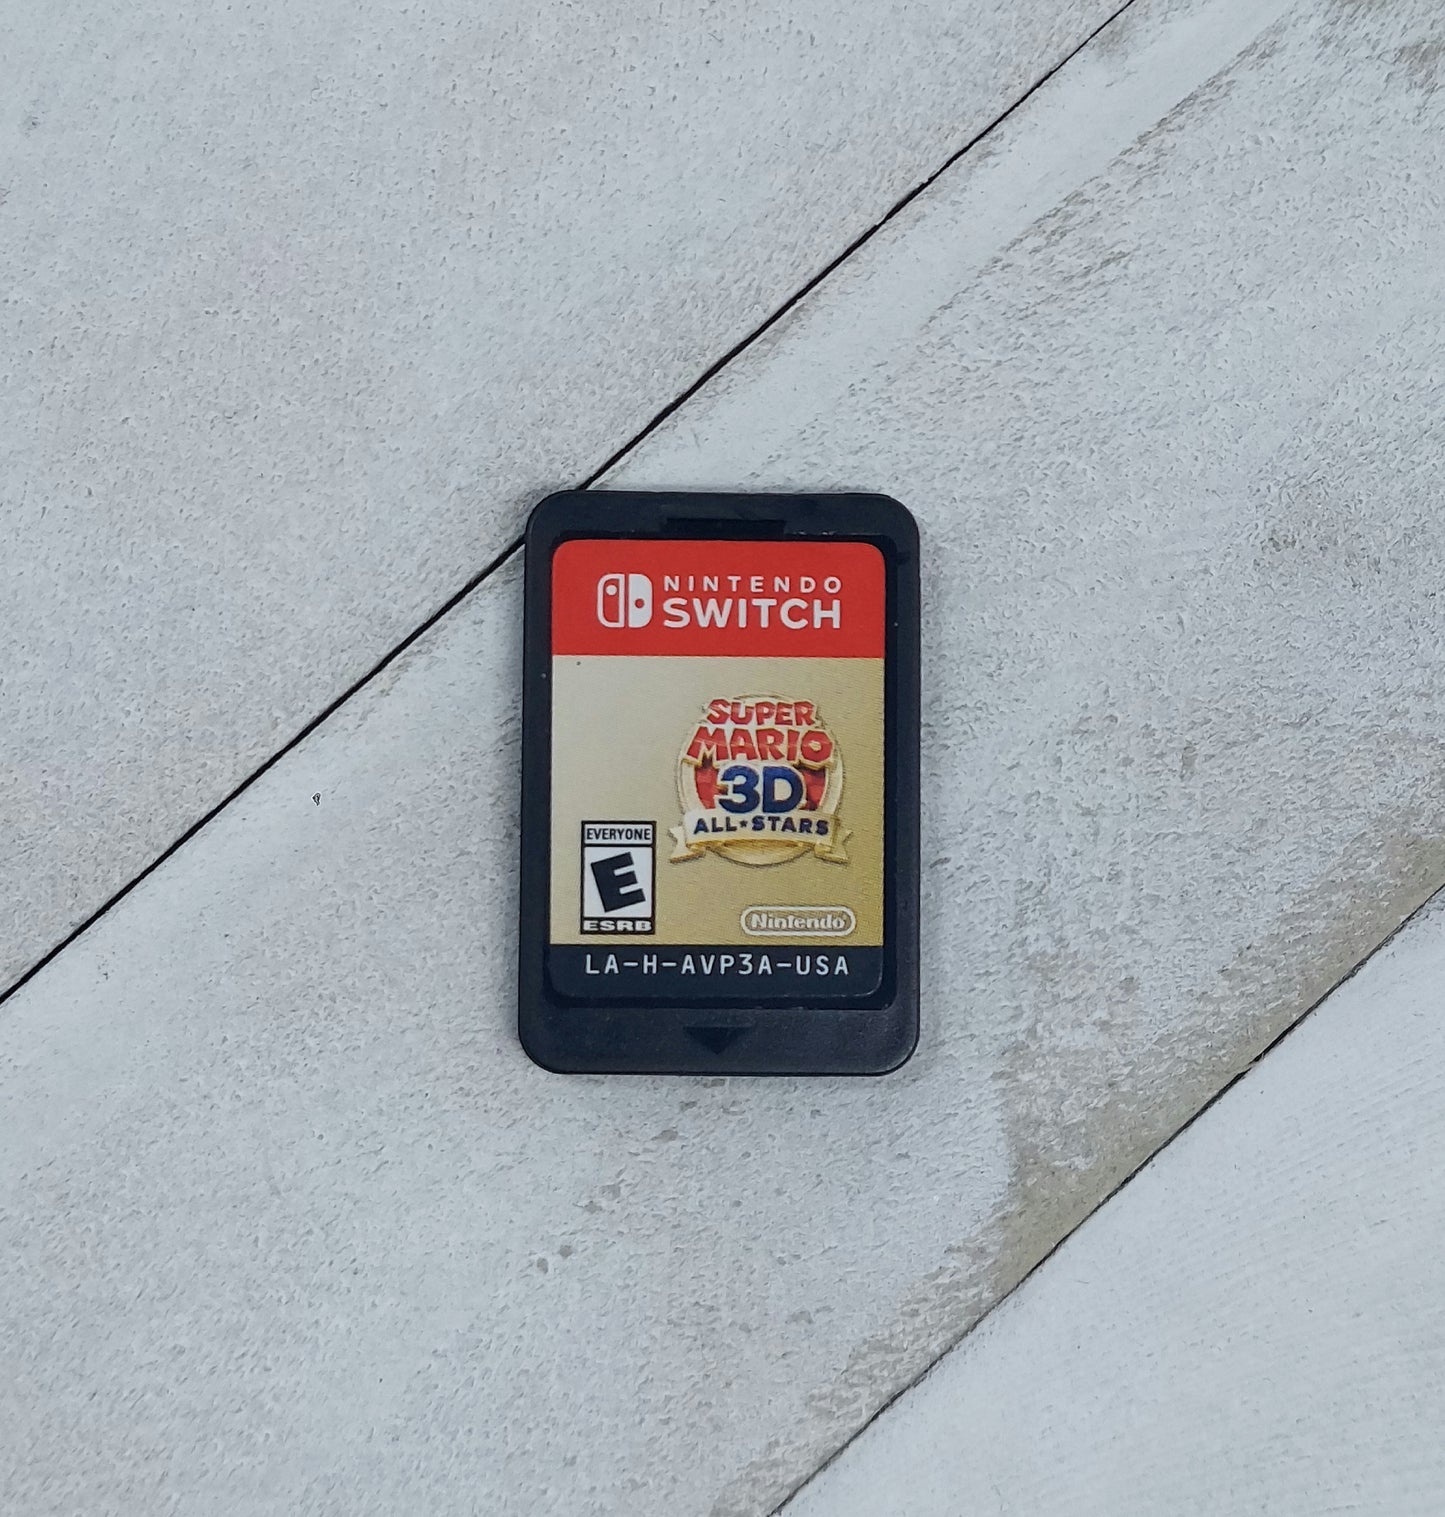 NINTENDO
SWITCH
SUPER
MARIO
3D
ALL★STARS
EVERYONE
E
ESRB
Nintendo
LA-H-AVP3A-USA